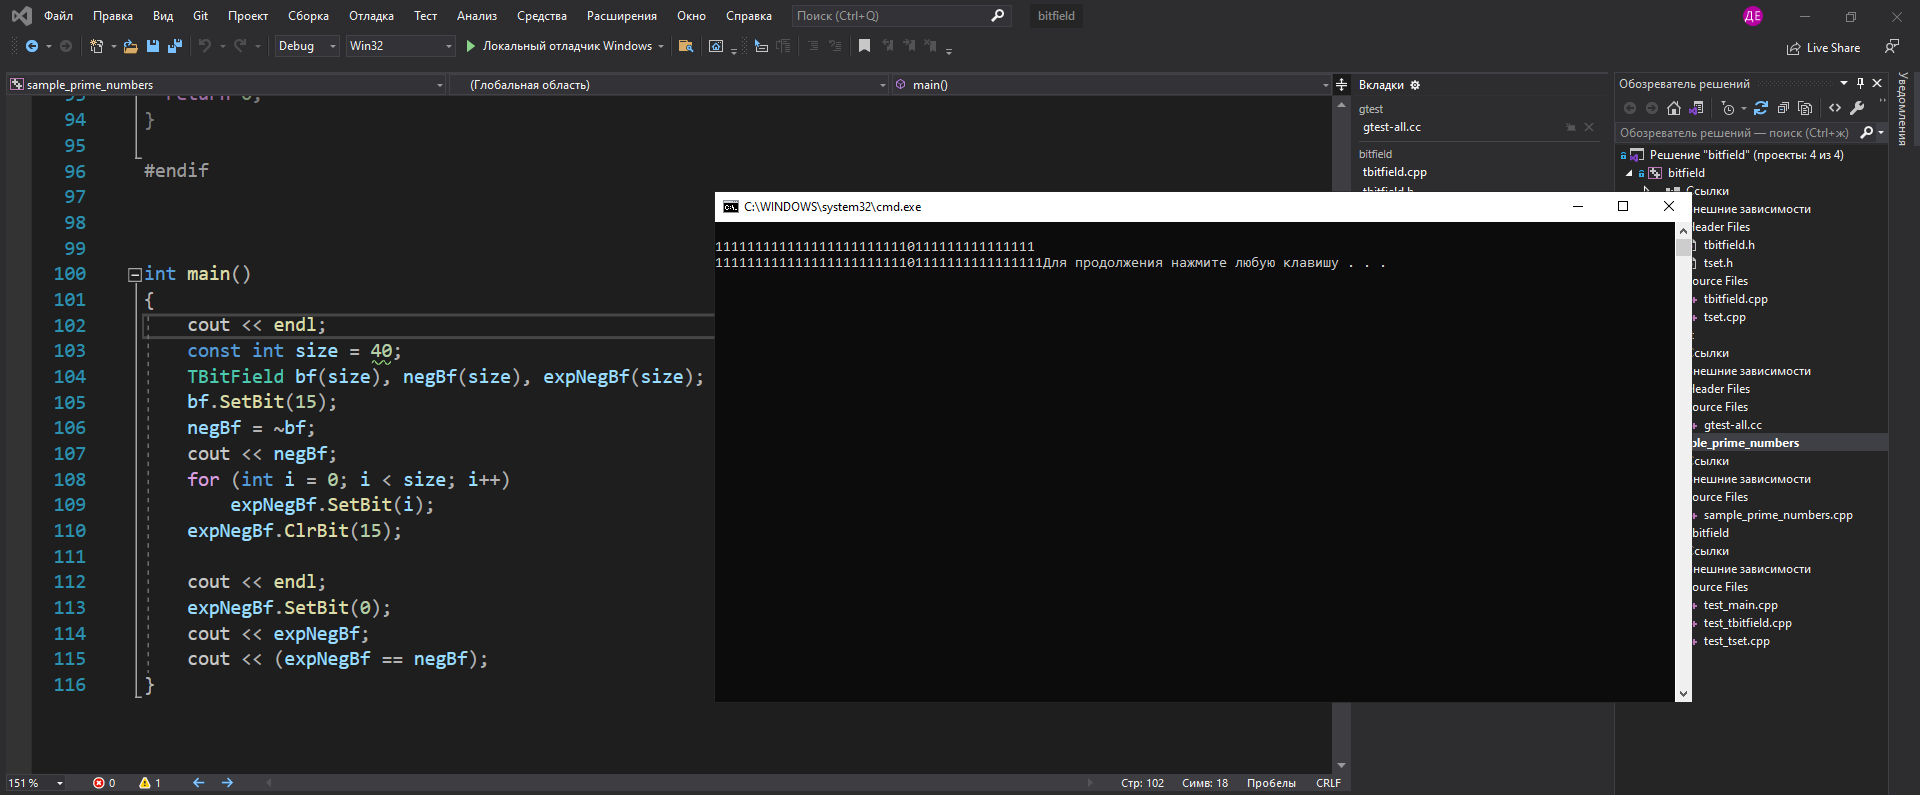 Файл Правка Вид Git Проект Сборка Отладка Тест Анализ Средства Расширения Окно Справка Поиск (Ctrl+Q) bitfield ДЕ
Debug Win32 Локальный отладчик Windows Live Share
sample_prime_numbers (Глобальная область) main()
94 }
95
96 #endif
97
98
99
100 int main()
101 {
102 cout << endl;
103 const int size = 40;
104 TBitField bf(size), negBf(size), expNegBf(size);
105 bf.SetBit(15);
106 negBf = ~bf;
107 cout << negBf;
108 for (int i = 0; i < size; i++)
109 expNegBf.SetBit(i);
110 expNegBf.ClrBit(15);
111
112 cout << endl;
113 expNegBf.SetBit(0);
114 cout << expNegBf;
115 cout << (expNegBf == negBf);
116 }
151 % 0 1 Стр: 102 Симв: 18 Пробелы CRLF
C:\WINDOWS\system32\cmd.exe
1111111111111111111111110111111111111111
11111111111111111111111101111111111111111Для продолжения нажмите любую клавишу . . .
Вкладки
gtest
gtest-all.cc
bitfield
tbitfield.cpp
Обозреватель решений
Обозреватель решений — поиск (Ctrl+ж)
Решение "bitfield" (проекты: 4 из 4)
bitfield
Ссылки
нешние зависимости
eader Files
tbitfield.h
tset.h
ource Files
tbitfield.cpp
tset.cpp
сылки
нешние зависимости
eader Files
ource Files
gtest-all.cc
ple_prime_numbers
сылки
нешние зависимости
ource Files
sample_prime_numbers.cpp
bitfield
сылки
нешние зависимости
ource Files
test_main.cpp
test_tbitfield.cpp
test_tset.cpp
Уведомления